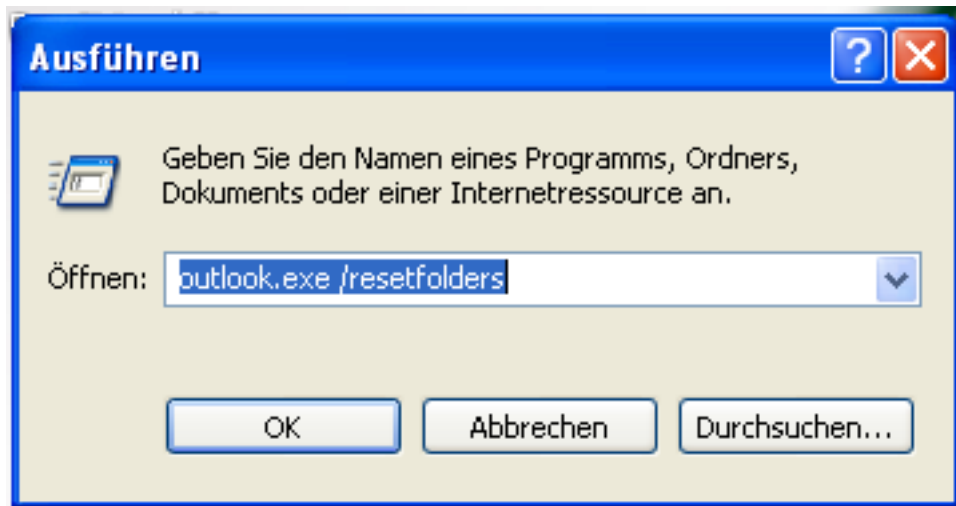 Ausführen
Geben Sie den Namen eines Programms, Ordners,
Dokuments oder einer Internetressource an.
Öffnen: outlook.exe /resetfolders
OK Abbrechen Durchsuchen...